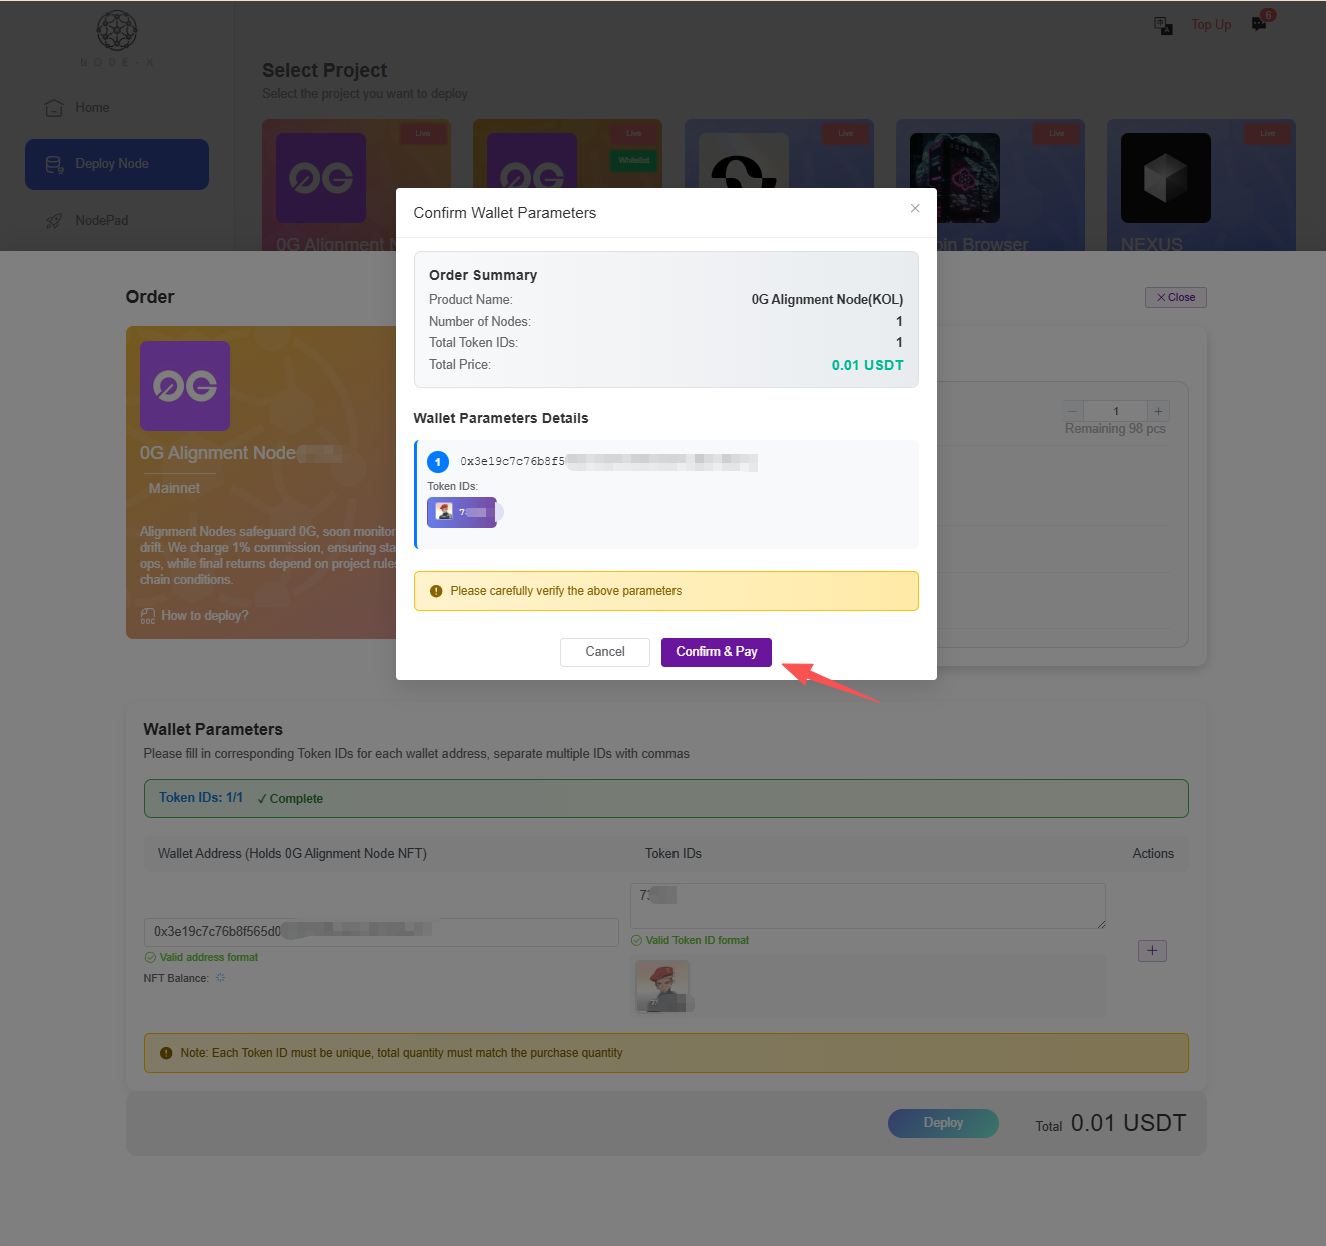 NODE-X
Home
Deploy Node
NodePad
Top Up
6
Select Project
Select the project you want to deploy
Live
Live
Whitelist
Live
Live
Live
0G
0G
0G Alignment N
oin Browser
NEXUS
Order
Close
0G
0G Alignment Node
Mainnet
Alignment Nodes safeguard 0G, soon monitor
drift. We charge 1% commission, ensuring sta
ops, while final returns depend on project rules
chain conditions.
DOC
How to deploy?
1
Remaining 98 pcs
Confirm Wallet Parameters
Order Summary
Product Name: 0G Alignment Node(KOL)
Number of Nodes: 1
Total Token IDs: 1
Total Price: 0.01 USDT
Wallet Parameters Details
1 0x3e19c7c76b8f5
Token IDs:
7
Please carefully verify the above parameters
Cancel
Confirm & Pay
Wallet Parameters
Please fill in corresponding Token IDs for each wallet address, separate multiple IDs with commas
Token IDs: 1/1 ✓ Complete
Wallet Address (Holds 0G Alignment Node NFT) Token IDs Actions
73
0x3e19c7c76b8f565d0
Valid Token ID format
Valid address format
NFT Balance:
Note: Each Token ID must be unique, total quantity must match the purchase quantity
Deploy
Total 0.01 USDT